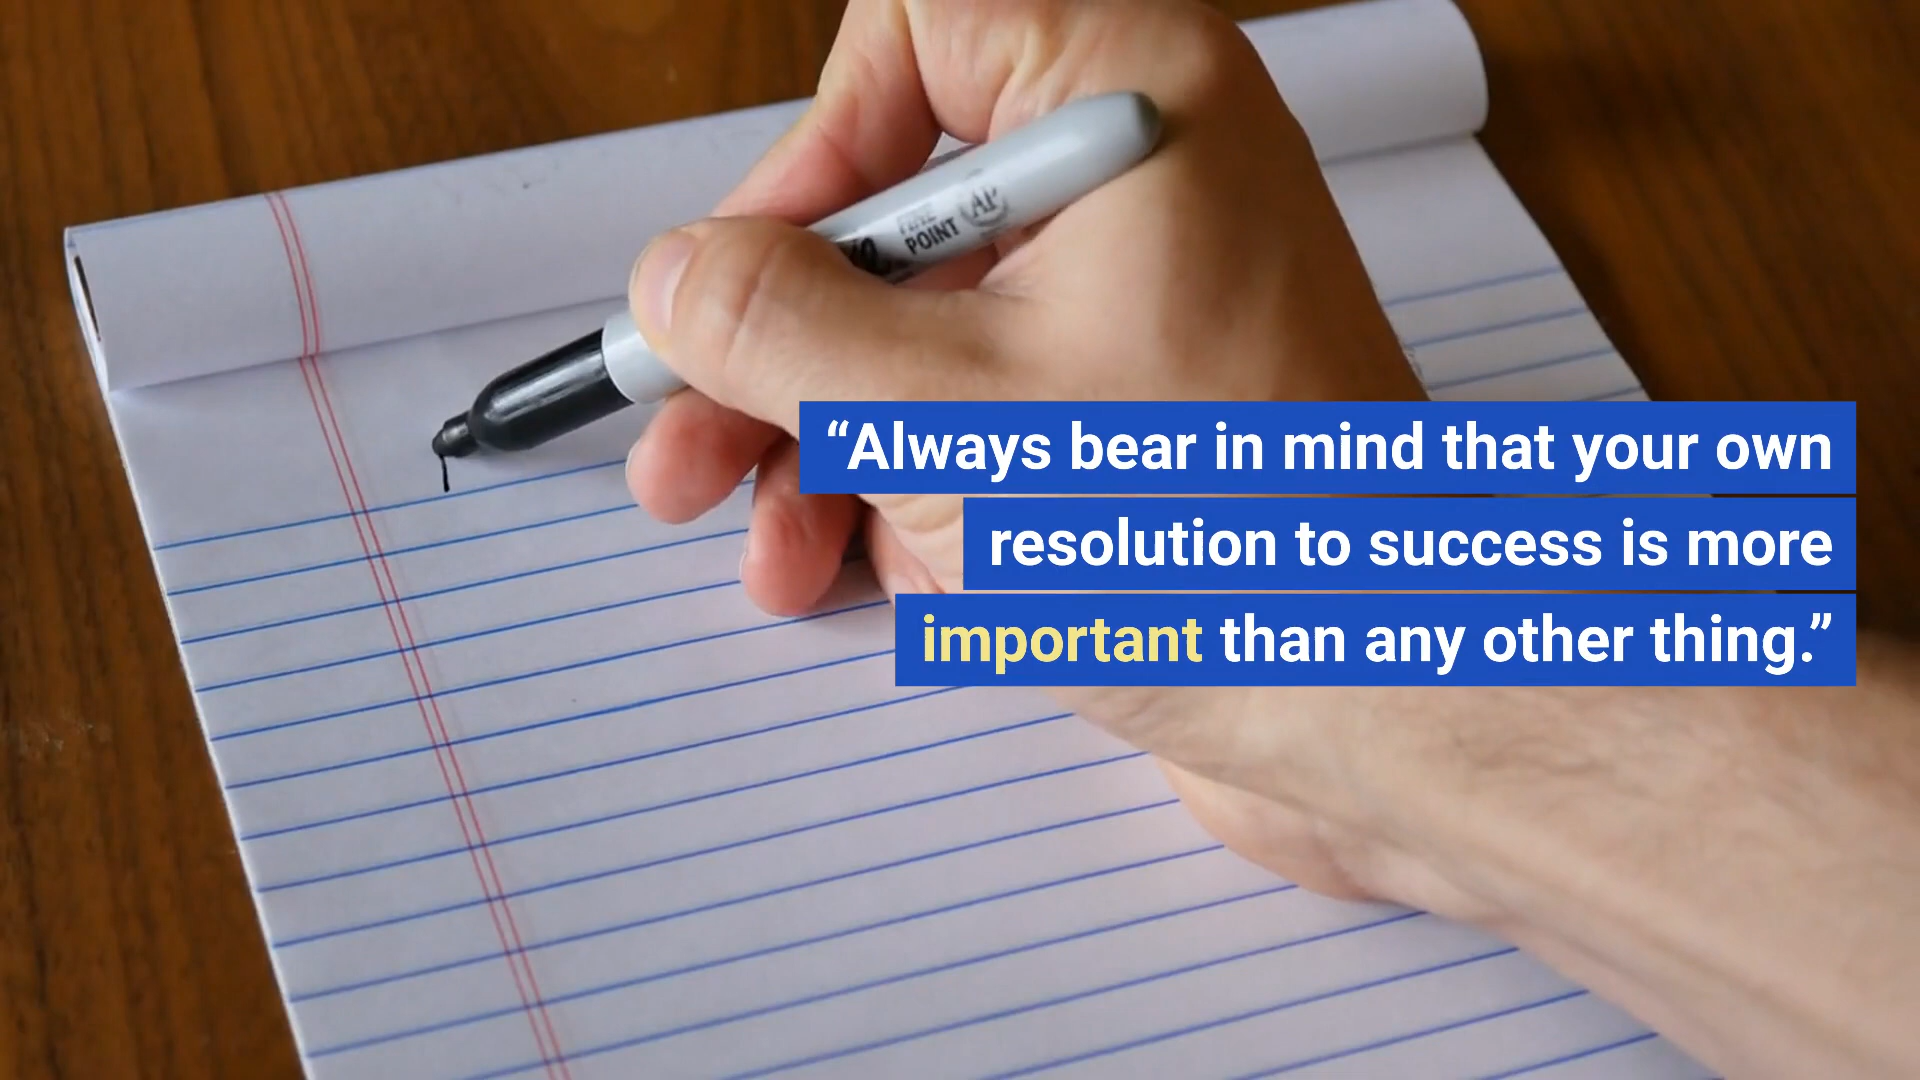 FINE
POINT
AP
“Always bear in mind that your own
resolution to success is more
important than any other thing.”